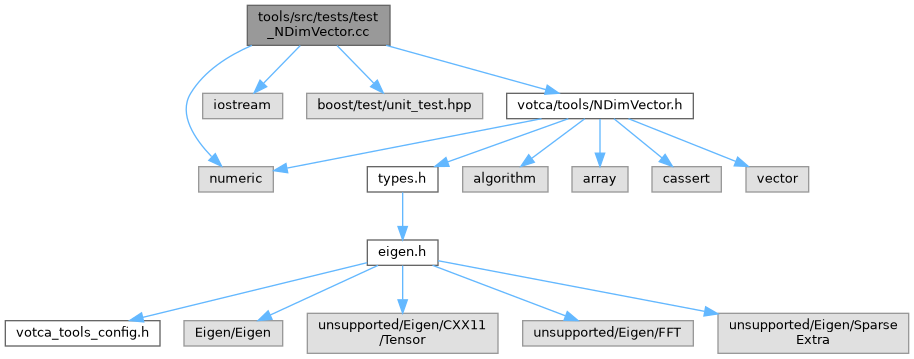 tools/src/tests/test
_NDimVector.cc
iostream
boost/test/unit_test.hpp
votca/tools/NDimVector.h
numeric
types.h
algorithm
array
cassert
vector
eigen.h
votca_tools_config.h
Eigen/Eigen
unsupported/Eigen/CXX11
/Tensor
unsupported/Eigen/FFT
unsupported/Eigen/Sparse
Extra